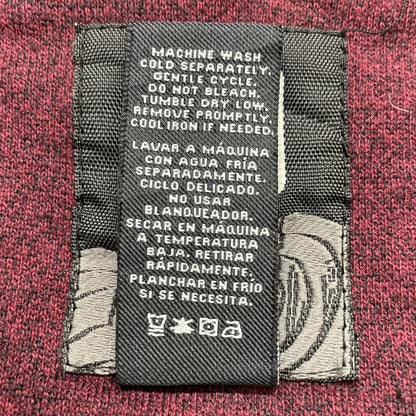 MACHINE WASH
COLD SEPARATELY.
GENTLE CYCLE.
DO NOT BLEACH.
TUMBLE DRY LOW.
REMOVE PROMPTLY.
COOL IRON IF NEEDED.
LAVAR A MÁQUINA
CON AGUA FRÍA
SEPARADAMENTE.
CICLO DELICADO.
NO USAR
BLANQUEADOR.
SECAR EN MÁQUINA
A TEMPERATURA
BAJA. RETIRAR
RÁPIDAMENTE.
PLANCHAR EN FRÍO
SI SE NECESITA.